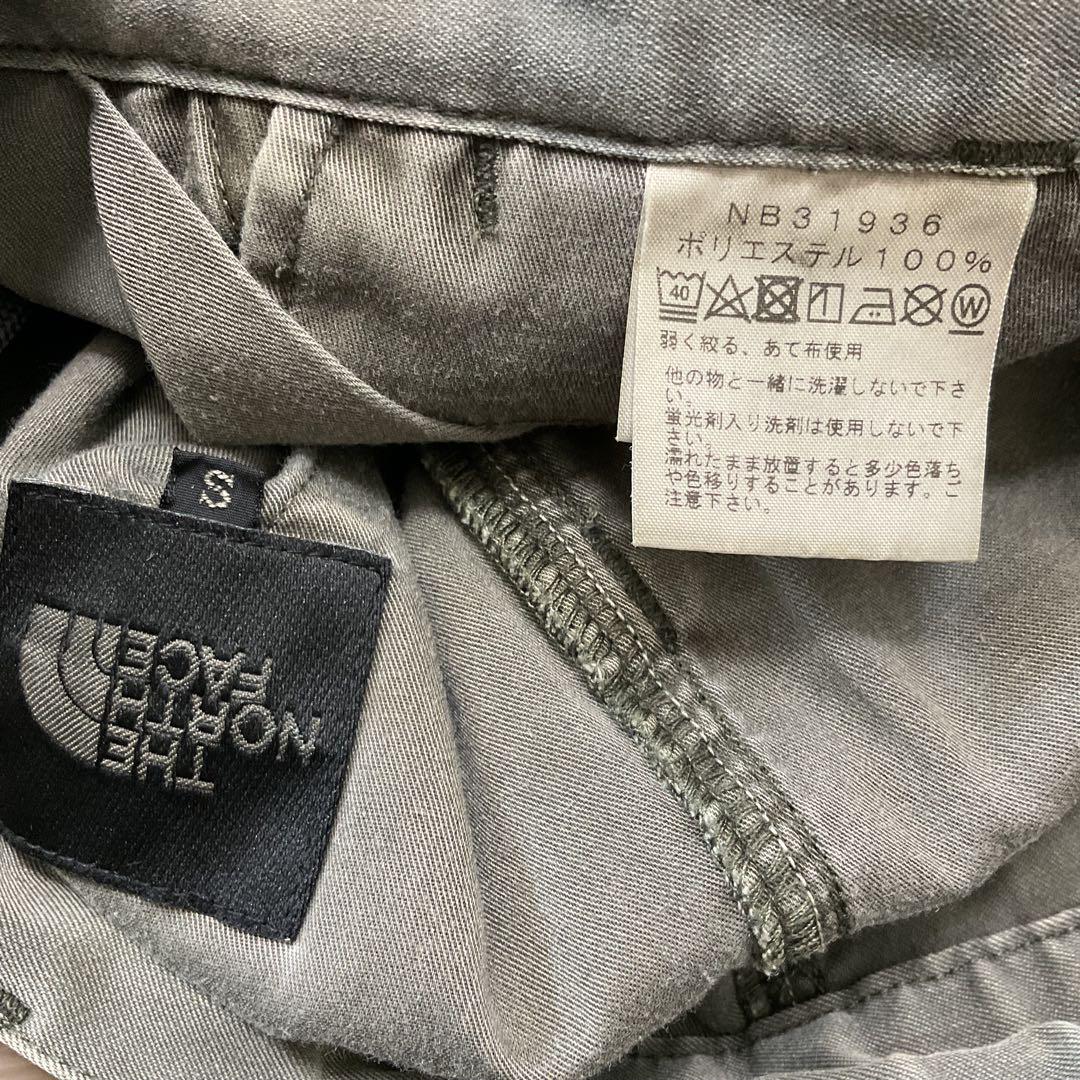 NB31936
ポリエステル100%
40
W
弱く絞る、あて布使用
他の物と一緒に洗濯しないで下さ
い。
蛍光剤入り洗剤は使用しないで下
さい。
濡れたまま放置すると多少色落ち
や色移りすることがあります。ご
注意下さい。
S
THE
NORTH
FACE